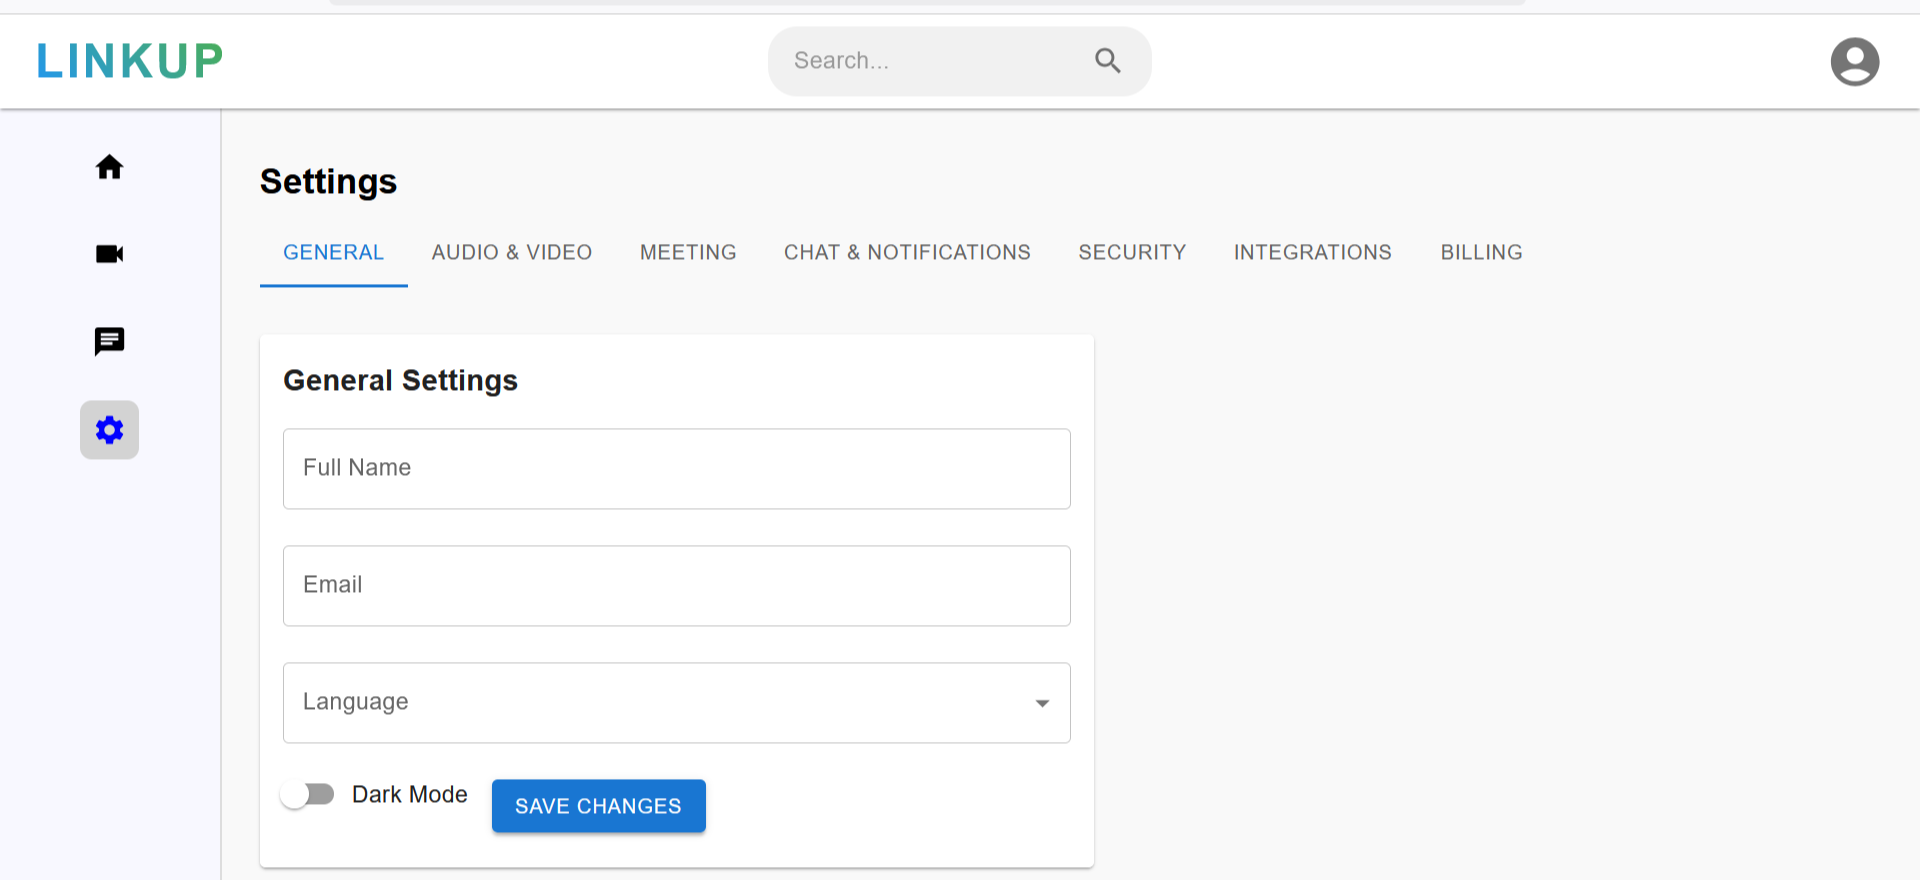 LINKUP
Search...
Settings
GENERAL AUDIO & VIDEO MEETING CHAT & NOTIFICATIONS SECURITY INTEGRATIONS BILLING
General Settings
Full Name
Email
Language
Dark Mode SAVE CHANGES